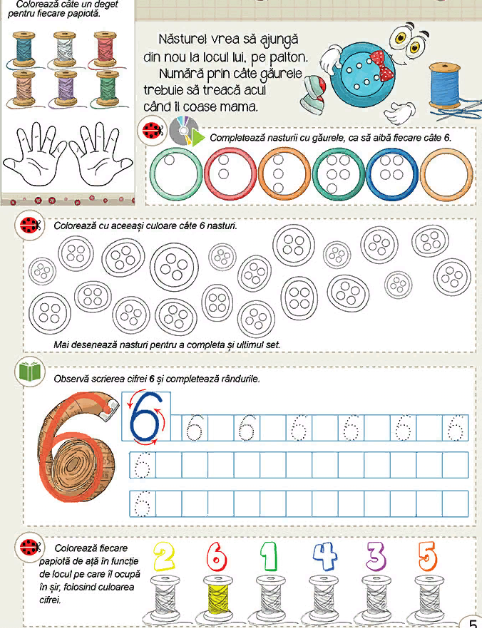 Colorează câte un deget
pentru fiecare papiotă.
Năsturel vrea să ajungă
din nou la locul lui, pe palton.
Numără prin câte găurele
trebuie să treacă acul
când îl coase mama.
Completează nasturii cu găurele, ca să aibă fiecare câte 6.
Colorează cu aceeași culoare câte 6 nasturi.
Mai desenează nasturi pentru a completa și ultimul set.
Observă scrierea cifrei 6 și completează rândurile.
6 6 6 6 6 6 6 6
6
6
Colorează fiecare
papiotă de ață în funcție
de locul pe care îl ocupă
în șir, folosind culoarea
cifrei.
2 6 1 4 3 5
5